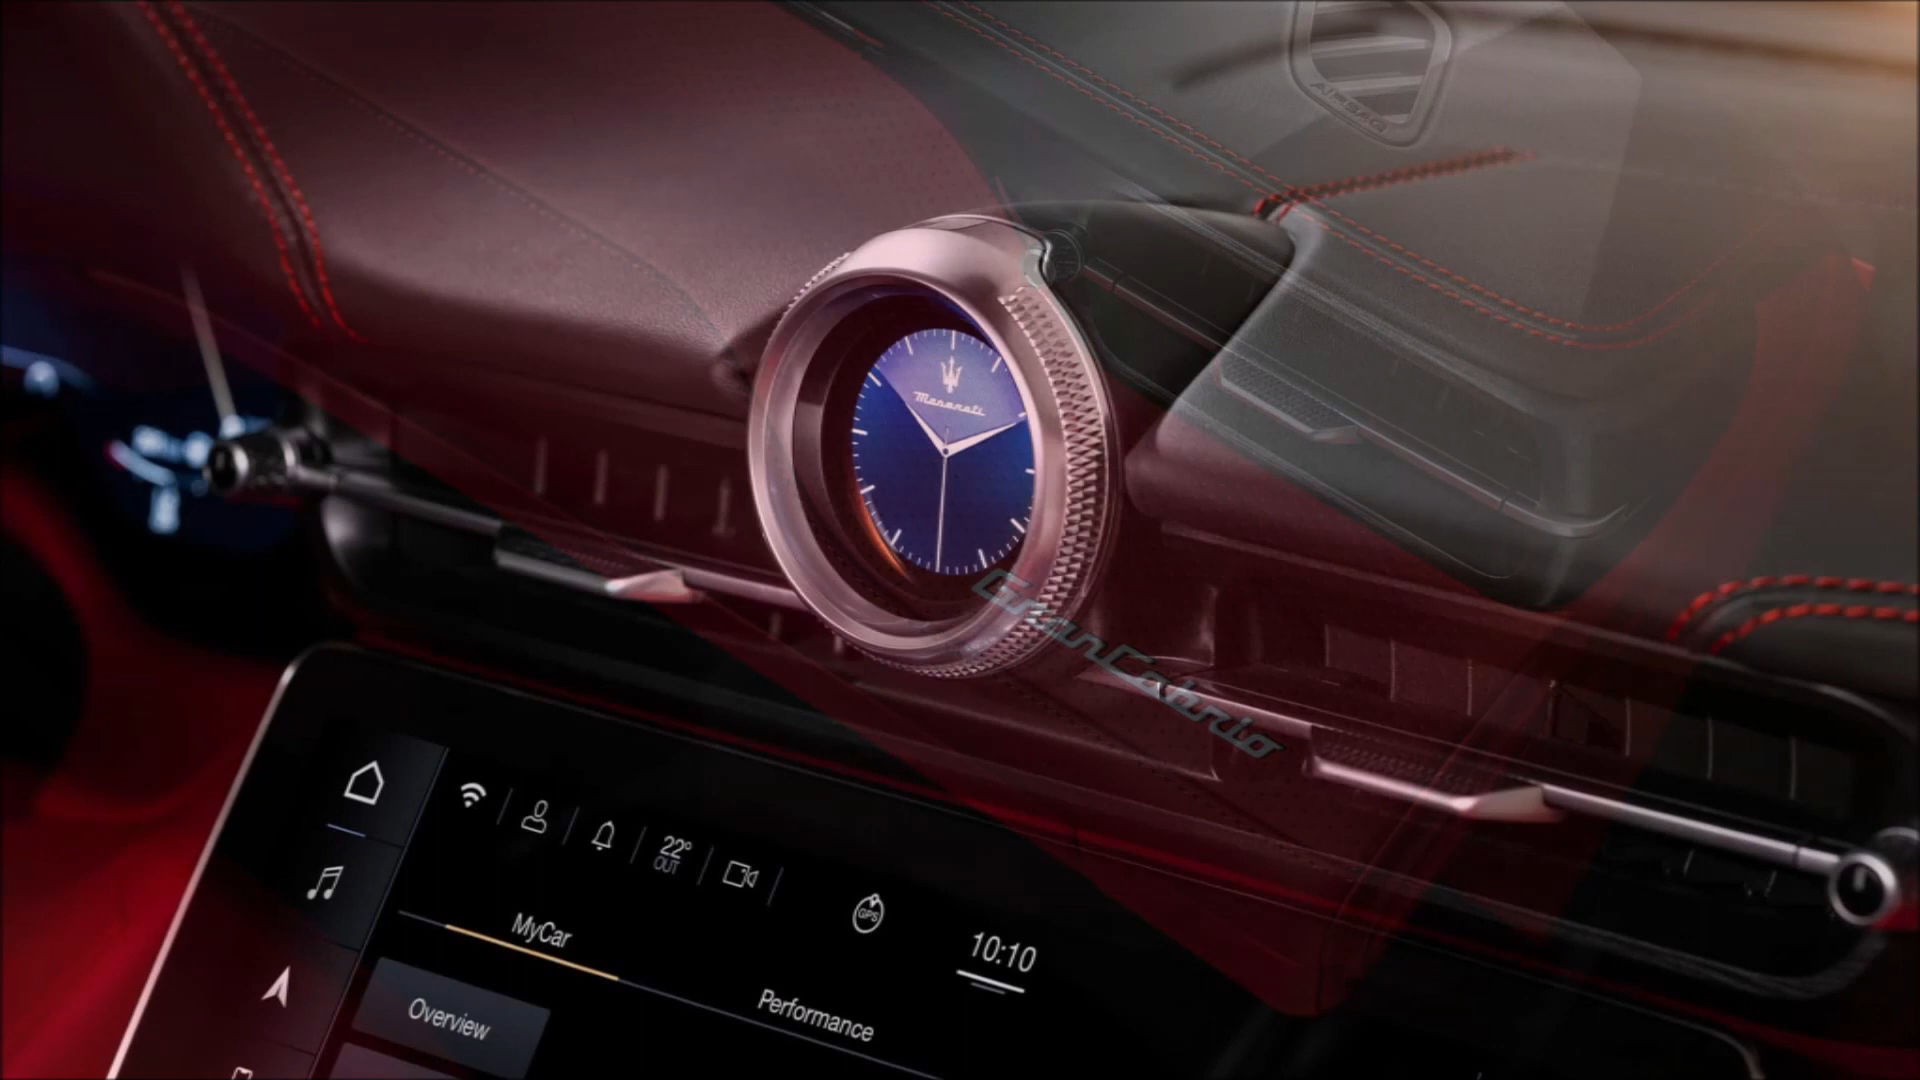 AIRBAG
Maserati
GranCabrio
22°
OUT
GPS
10:10
MyCar
Performance
Overview